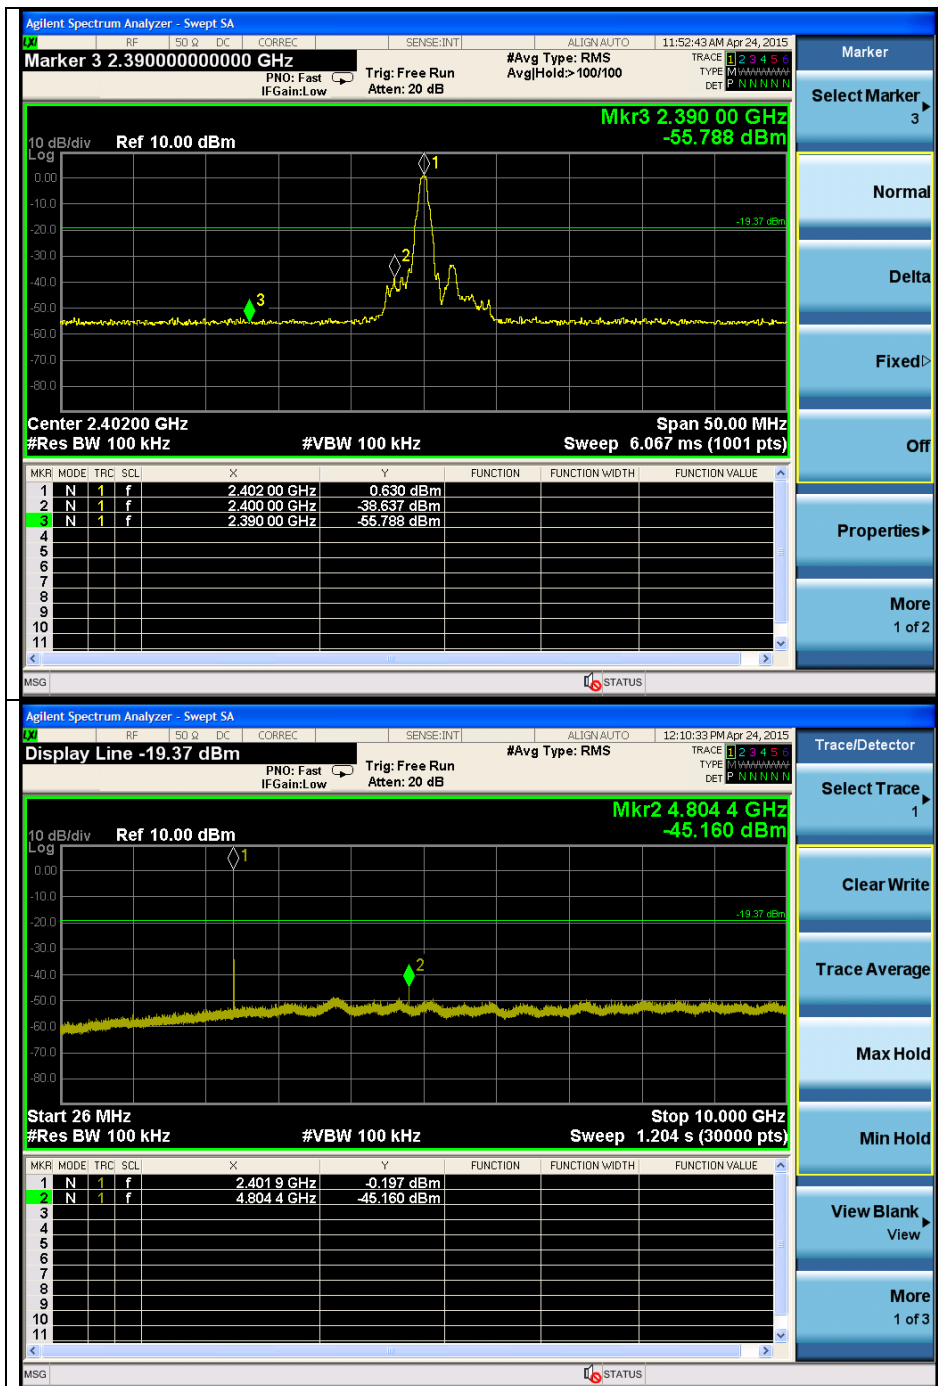 Agilent Spectrum Analyzer - Swept SA
LXI RF 50 Ω DC CORREC SENSE:INT ALIGNAUTO 11:52:43 AM Apr 24, 2015
Marker 3 2.390000000000 GHz
PNO: Fast
IFGain:Low
Trig: Free Run
Atten: 20 dB
#Avg Type: RMS
Avg|Hold:>100/100
TRACE 1 2 3 4 5 6
TYPE M WWWWW
DET P N N N N N
Mkr3 2.390 00 GHz
-55.788 dBm
10 dB/div Ref 10.00 dBm
Log
0.00
-10.0
-20.0
-30.0
-40.0
-50.0
-60.0
-70.0
-80.0
1
2
3
-19.37 dBm
Center 2.40200 GHz Span 50.00 MHz
#Res BW 100 kHz #VBW 100 kHz Sweep 6.067 ms (1001 pts)
MKR MODE TRC SCL X Y FUNCTION FUNCTION WIDTH FUNCTION VALUE
1 N 1 f 2.402 00 GHz 0.630 dBm
2 N 1 f 2.400 00 GHz -38.637 dBm
3 N 1 f 2.390 00 GHz -55.788 dBm
4
5
6
7
8
9
10
11
MSG STATUS
Marker
Select Marker
3
Normal
Delta
Fixed
Off
Properties
More
1 of 2
Agilent Spectrum Analyzer - Swept SA
LXI RF 50 Ω DC CORREC SENSE:INT ALIGNAUTO 12:10:33 PM Apr 24, 2015
Display Line -19.37 dBm
PNO: Fast
IFGain:Low
Trig: Free Run
Atten: 20 dB
#Avg Type: RMS
TRACE 1 2 3 4 5 6
TYPE M WWWWW
DET P N N N N N
Mkr2 4.804 4 GHz
-45.160 dBm
10 dB/div Ref 10.00 dBm
Log
0.00
-10.0
-20.0
-30.0
-40.0
-50.0
-60.0
-70.0
-80.0
1
2
-19.37 dBm
Start 26 MHz Stop 10.000 GHz
#Res BW 100 kHz #VBW 100 kHz Sweep 1.204 s (30000 pts)
MKR MODE TRC SCL X Y FUNCTION FUNCTION WIDTH FUNCTION VALUE
1 N 1 f 2.401 9 GHz -0.197 dBm
2 N 1 f 4.804 4 GHz -45.160 dBm
3
4
5
6
7
8
9
10
11
MSG STATUS
Trace/Detector
Select Trace
1
Clear Write
Trace Average
Max Hold
Min Hold
View Blank
View
More
1 of 3